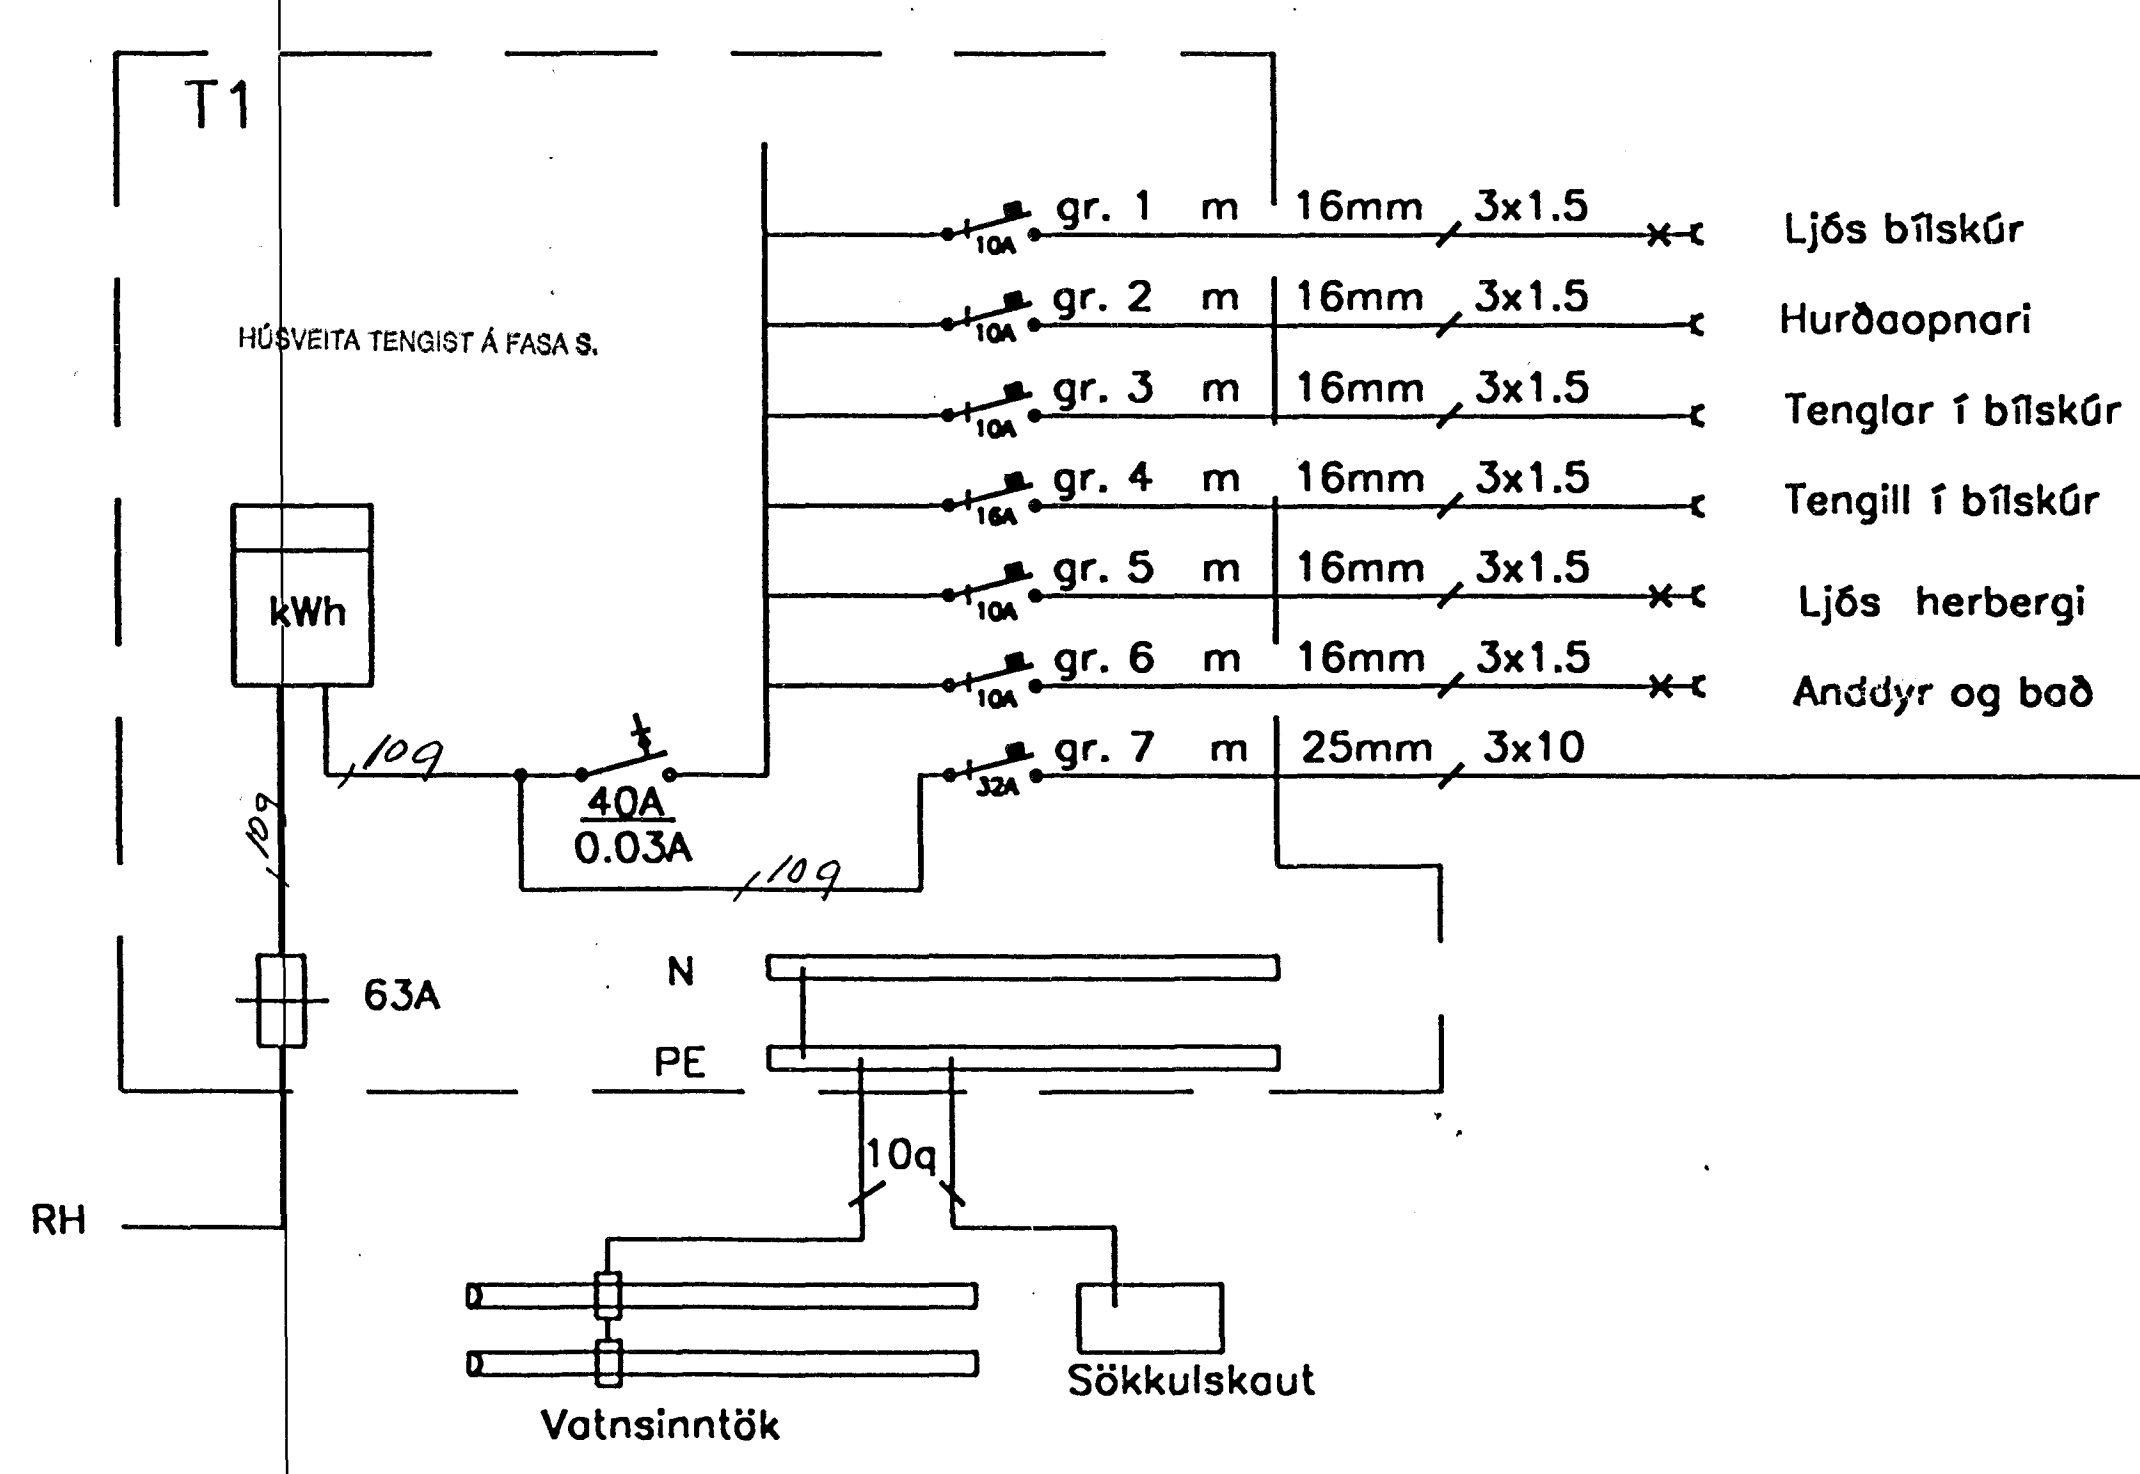 T1
gr. 1 m 16mm 3x1.5 Ljós bílskúr
10A
gr. 2 m 16mm 3x1.5 Hurðaopnari
10A
HÚSVEITA TENGIST Á FASA S.
gr. 3 m 16mm 3x1.5 Tenglar í bílskúr
10A
gr. 4 m 16mm 3x1.5 Tengill í bílskúr
16A
gr. 5 m 16mm 3x1.5 Ljós herbergi
10A
kWh
gr. 6 m 16mm 3x1.5 Anddyr og bað
10A
gr. 7 m 25mm 3x10
32A
10q
10q
40A
0.03A
10q
N
63A
PE
10q
RH
Sökkulskaut
Vatnsinntök